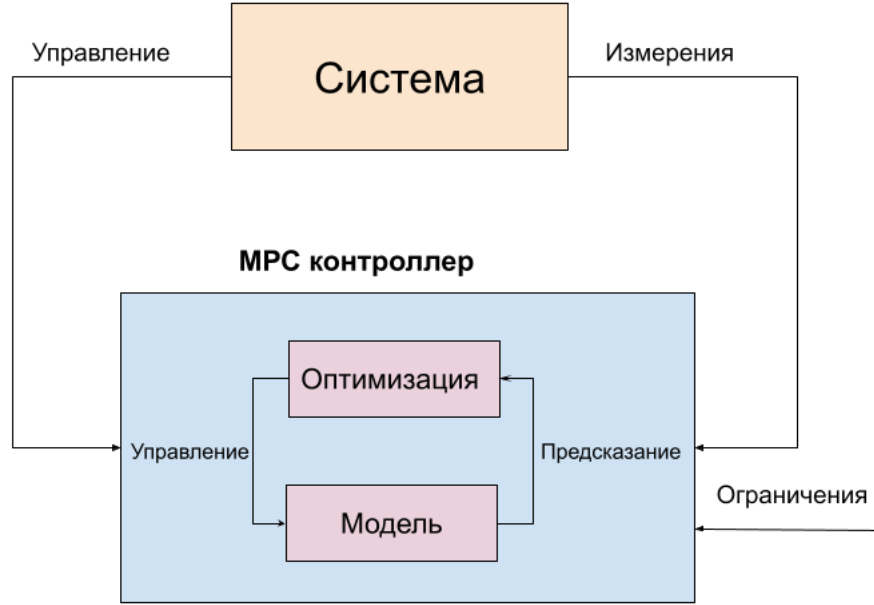 Управление
Система
Измерения
MPC контроллер
Оптимизация
Управление
Предсказание
Модель
Ограничения